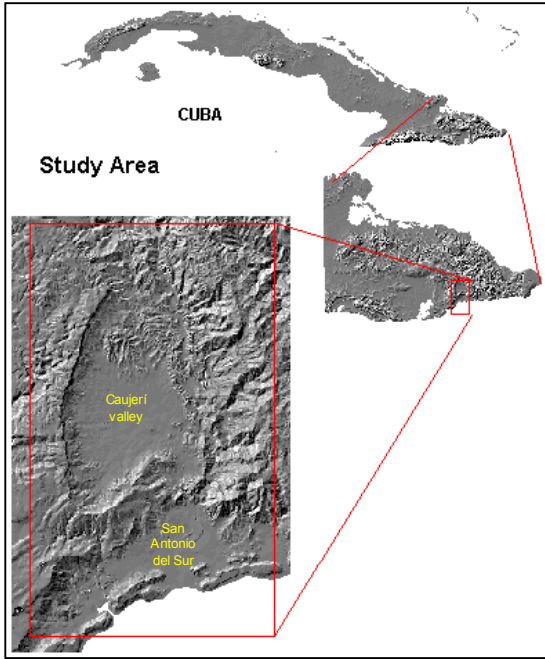 CUBA
Study Area
Caujerí
valley
San
Antonio
del Sur